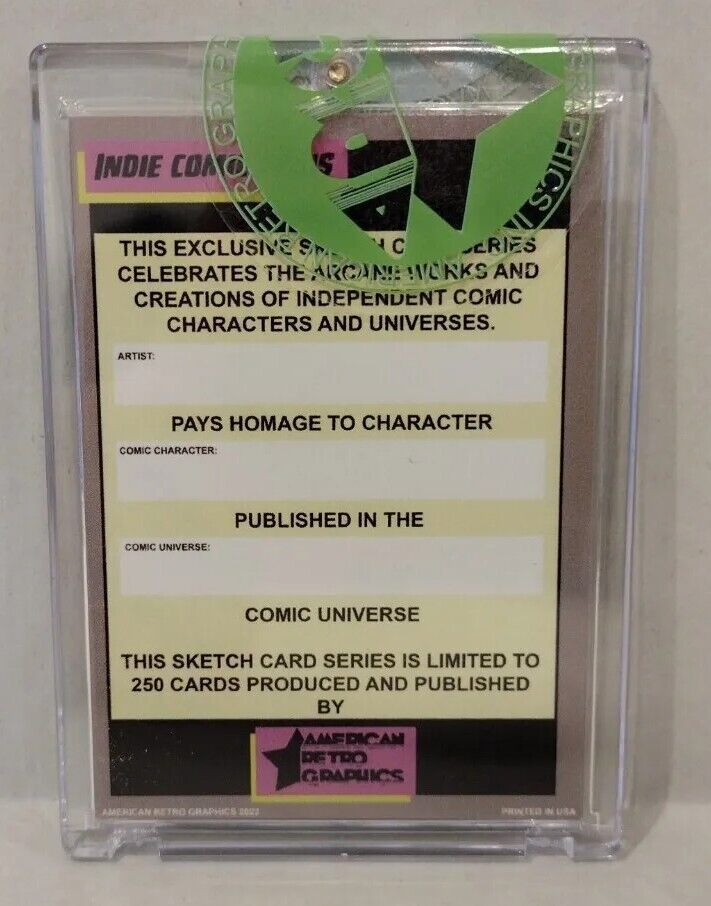 INDIE
THIS EXCLUSIVE SERIES
CELEBRATES THE ARCANE WORKS AND
CREATIONS OF INDEPENDENT COMIC
CHARACTERS AND UNIVERSES.
ARTIST:
PAYS HOMAGE TO CHARACTER
COMIC CHARACTER:
PUBLISHED IN THE
COMIC UNIVERSE:
COMIC UNIVERSE
THIS SKETCH CARD SERIES IS LIMITED TO
250 CARDS PRODUCED AND PUBLISHED
BY
AMERICAN
RETRO
GRAPHICS
AMERICAN RETRO GRAPHICS 2022
PRINTED IN USA